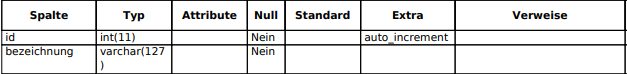 Spalte Typ Attribute Null Standard Extra Verweise
id int(11) Nein auto_increment
bezeichnung varchar(127 Nein
)